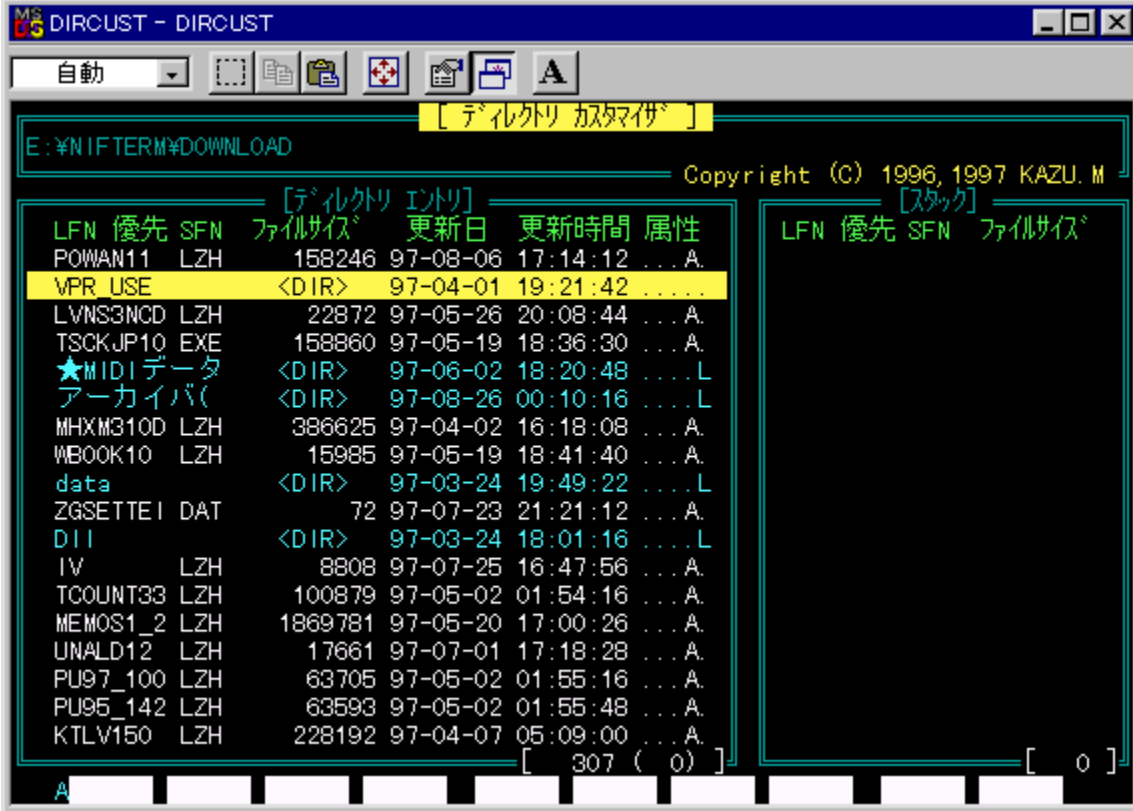 DIRCUST - DIRCUST
自動
A
[ ﾃﾞｨﾚｸﾄﾘ ｶｽﾀﾏｲｻﾞ ]
E:¥NIFTERM¥DOWNLOAD
Copyright (C) 1996,1997 KAZU.M
[ﾃﾞｨﾚｸﾄﾘ ｴﾝﾄﾘ] [ｽﾀｯｸ]
LFN 優先 SFN ﾌｧｲﾙｻｲｽﾞ 更新日 更新時間 属性 LFN 優先 SFN ﾌｧｲﾙｻｲｽﾞ
POWAN11 LZH 158246 97-08-06 17:14:12 ...A.
VPR_USE <DIR> 97-04-01 19:21:42 .....
LVNS3NCD LZH 22872 97-05-26 20:08:44 ...A.
TSCKJP10 EXE 158860 97-05-19 18:36:30 ...A.
★MIDIデータ <DIR> 97-06-02 18:20:48 ....L
アーカイバ( <DIR> 97-08-26 00:10:16 ....L
MHXM310D LZH 386625 97-04-02 16:18:08 ...A.
WBOOK10 LZH 15985 97-05-19 18:41:40 ...A.
data <DIR> 97-03-24 19:49:22 ....L
ZGSETTEI DAT 72 97-07-23 21:21:12 ...A.
Dll <DIR> 97-03-24 18:01:16 ....L
IV LZH 8808 97-07-25 16:47:56 ...A.
TCOUNT33 LZH 100879 97-05-02 01:54:16 ...A.
MEMOS1_2 LZH 1869781 97-05-20 17:00:26 ...A.
UNALD12 LZH 17661 97-07-01 17:18:28 ...A.
PU97_100 LZH 63705 97-05-02 01:55:16 ...A.
PU95_142 LZH 63593 97-05-02 01:55:48 ...A.
KTLV150 LZH 228192 97-04-07 05:09:00 ...A.
[ 307 ( 0) ] [ 0 ]
A